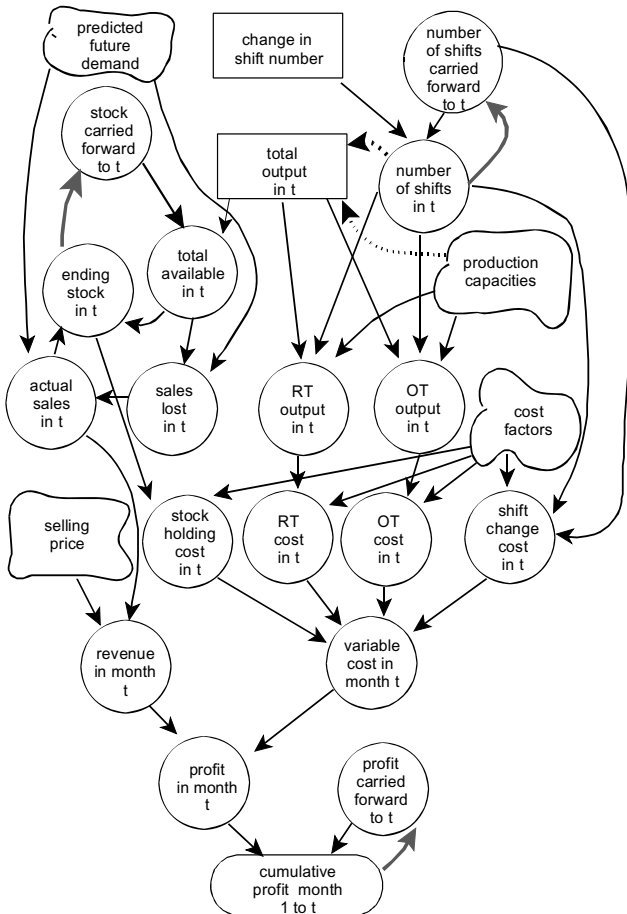 predicted
future
demand
change in
shift number
number
of shifts
carried
forward
to t
stock
carried
forward
to t
total
output
in t
number
of shifts
in t
ending
stock
in t
total
available
in t
production
capacities
actual
sales
in t
sales
lost
in t
RT
output
in t
OT
output
in t
cost
factors
selling
price
stock
holding
cost
in t
RT
cost
in t
OT
cost
in t
shift
change
cost
in t
revenue
in month
t
variable
cost in
month t
profit
in month
t
profit
carried
forward
to t
cumulative
profit month
1 to t